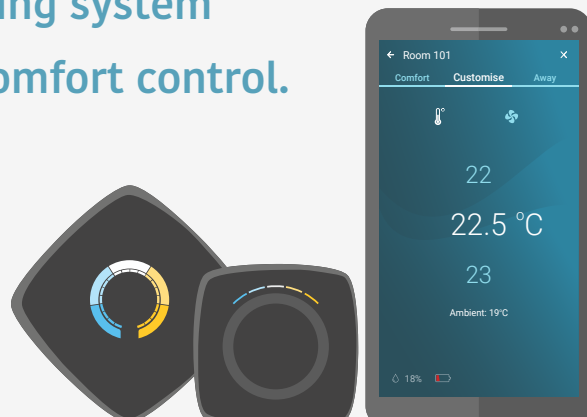 ing system
omfort control.
← Room 101 ×
Comfort Customise Away
22
22.5 °C
23
Ambient: 19°C
18%